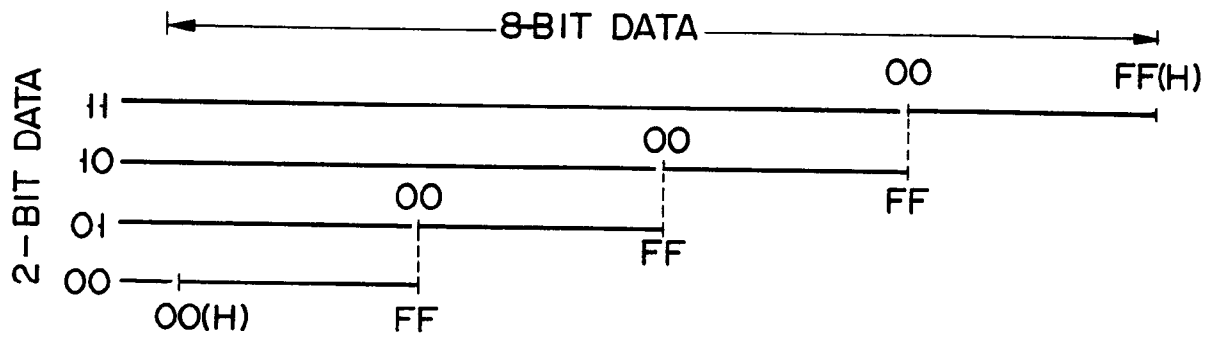 8-BIT DATA
00 FF(H)
2-BIT DATA
11
00
10
00 FF
01
FF
00
00(H) FF